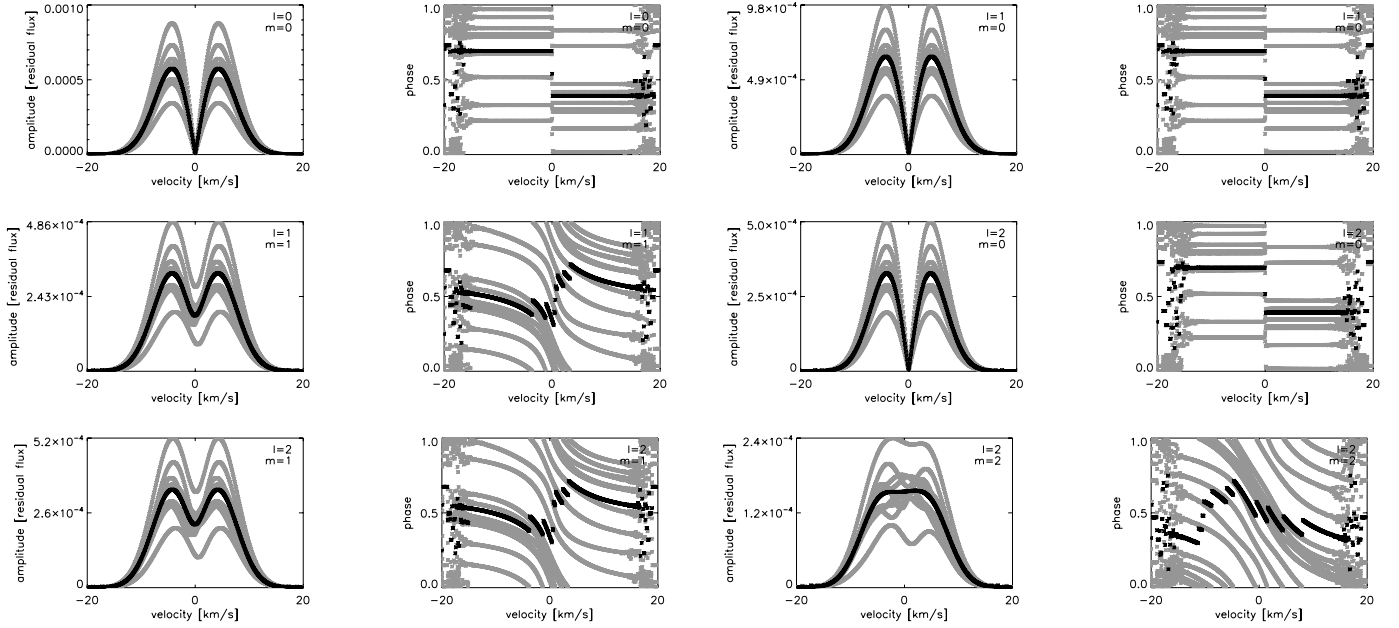 0.0010
0.0005
0.0000
amplitude [residual flux]
l=0
m=0
−20 0 20
velocity [km/s]
1.0
0.5
0.0
phase
l=0
m=0
−20 0 20
velocity [km/s]
9.8×10−4
4.9×10−4
0
amplitude [residual flux]
l=1
m=0
−20 0 20
velocity [km/s]
1.0
0.5
0.0
phase
l=1
m=0
−20 0 20
velocity [km/s]
4.86×10−4
2.43×10−4
0
amplitude [residual flux]
l=1
m=1
−20 0 20
velocity [km/s]
1.0
0.5
0.0
phase
l=1
m=1
−20 0 20
velocity [km/s]
5.0×10−4
2.5×10−4
0
amplitude [residual flux]
l=2
m=0
−20 0 20
velocity [km/s]
1.0
0.5
0.0
phase
l=2
m=0
−20 0 20
velocity [km/s]
5.2×10−4
2.6×10−4
0
amplitude [residual flux]
l=2
m=1
−20 0 20
velocity [km/s]
1.0
0.5
0.0
phase
l=2
m=1
−20 0 20
velocity [km/s]
2.4×10−4
1.2×10−4
0
amplitude [residual flux]
l=2
m=2
−20 0 20
velocity [km/s]
1.0
0.5
0.0
phase
l=2
m=2
−20 0 20
velocity [km/s]